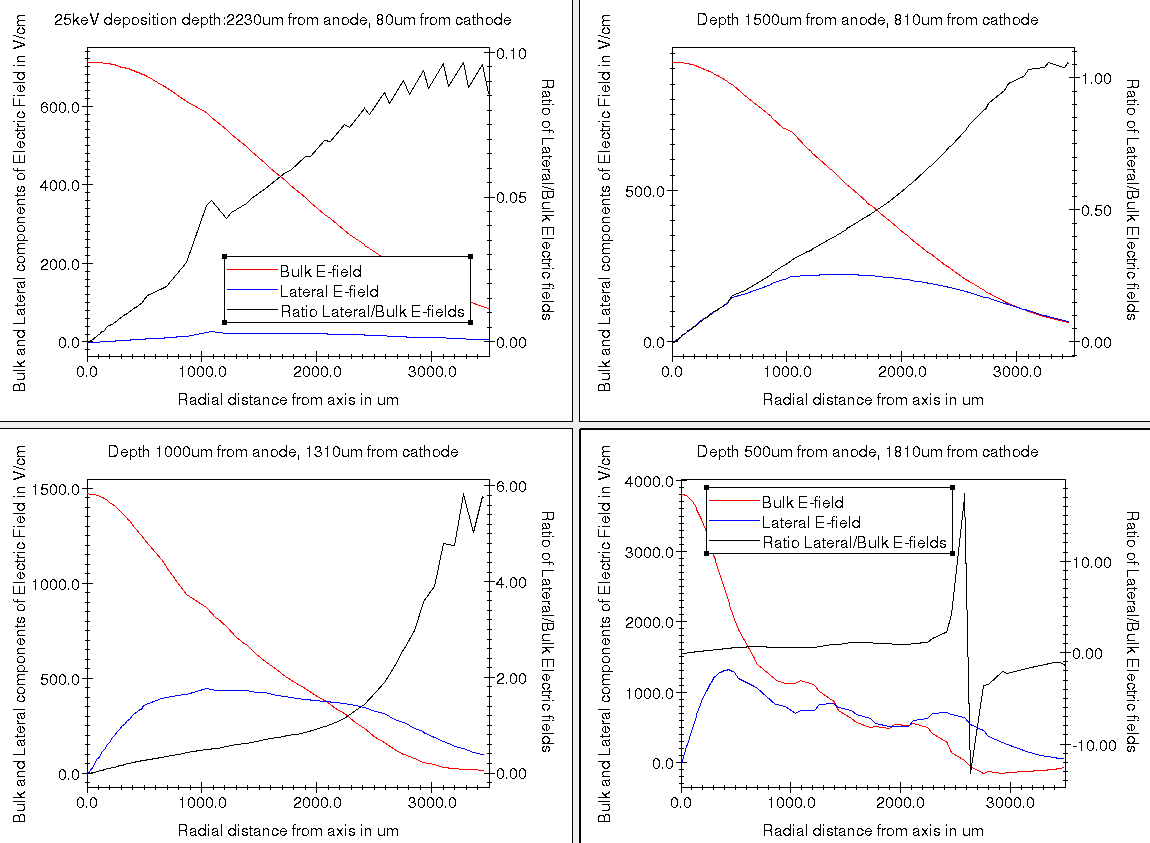 25keV deposition depth:2230um from anode, 80um from cathode
Bulk and Lateral components of Electric Field in V/cm
600.0
400.0
200.0
0.0
0.10
0.05
0.00
Ratio of Lateral/Bulk Electric fields
Bulk E-field
Lateral E-field
Ratio Lateral/Bulk E-fields
0.0 1000.0 2000.0 3000.0
Radial distance from axis in um
Depth 1500um from anode, 810um from cathode
Bulk and Lateral components of Electric Field in V/cm
500.0
0.0
1.00
0.50
0.00
Ratio of Lateral/Bulk Electric fields
0.0 1000.0 2000.0 3000.0
Radial distance from axis in um
Depth 1000um from anode, 1310um from cathode
Bulk and Lateral components of Electric Field in V/cm
1500.0
1000.0
500.0
0.0
6.00
4.00
2.00
0.00
Ratio of Lateral/Bulk Electric fields
0.0 1000.0 2000.0 3000.0
Radial distance from axis in um
Depth 500um from anode, 1810um from cathode
Bulk and Lateral components of Electric Field in V/cm
4000.0
3000.0
2000.0
1000.0
0.0
10.00
0.00
-10.00
Ratio of Lateral/Bulk Electric fields
Bulk E-field
Lateral E-field
Ratio Lateral/Bulk E-fields
0.0 1000.0 2000.0 3000.0
Radial distance from axis in um